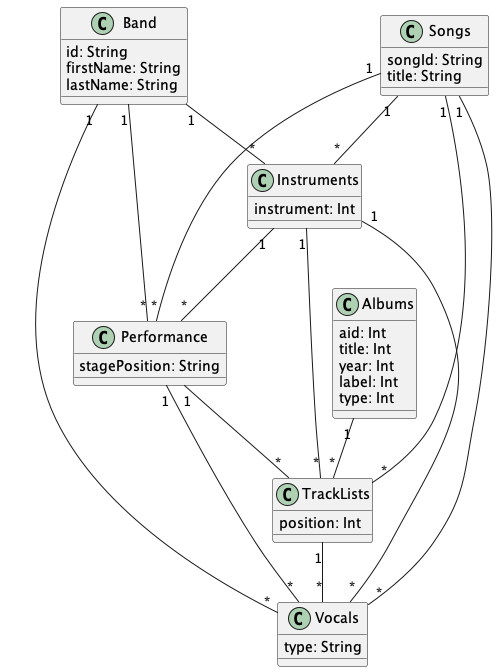 C Band
id: String
firstName: String
lastName: String
C Songs
songId: String
title: String
1
1
1
1
1
1
1
*
*
C Instruments
instrument: Int
1
1
1
*
*
*
C Albums
aid: Int
title: Int
year: Int
label: Int
type: Int
C Performance
stagePosition: String
1
1
1
*
*
*
*
C TrackLists
position: Int
1
*
*
*
*
*
C Vocals
type: String